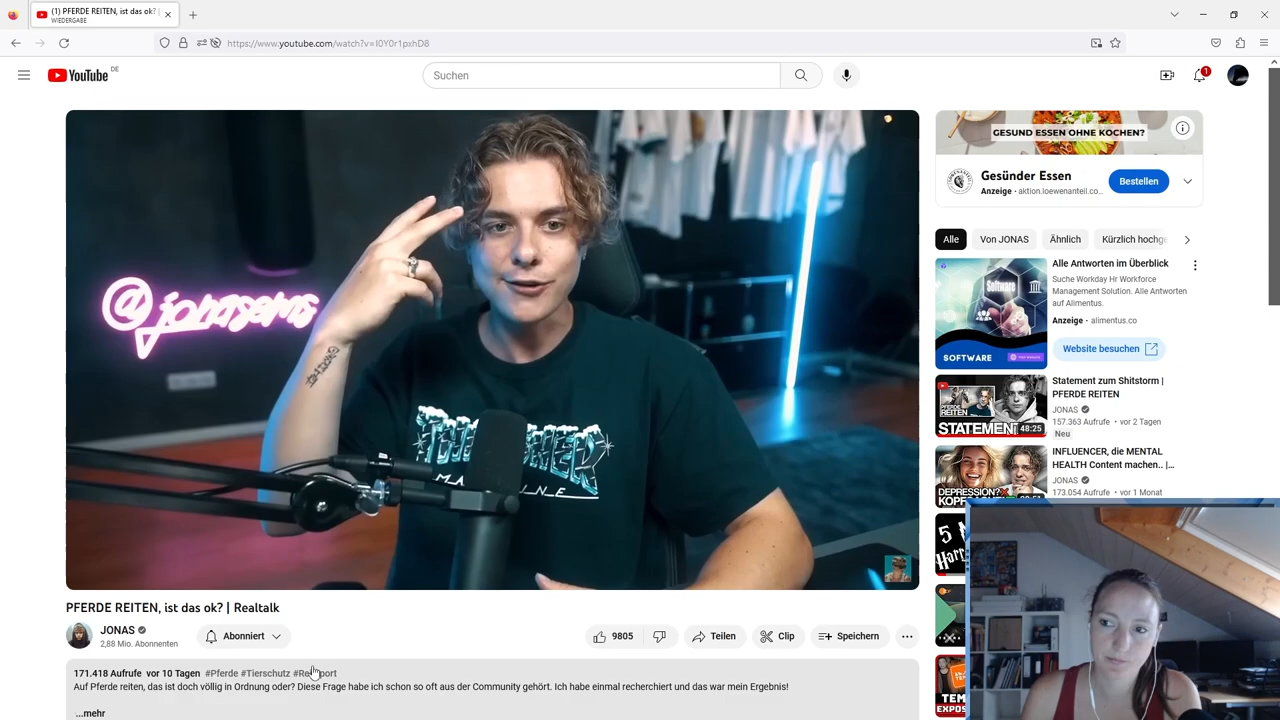 (1) PFERDE REITEN, ist das ok? |
WIEDERGABE
https://www.youtube.com/watch?v=I0Y0r1pxhD8
YouTube DE
Suchen
1
@jonasems
PFERDE REITEN, ist das ok? | Realtalk
JONAS
2,88 Mio. Abonnenten
Abonniert
9805
Teilen
Clip
Speichern
171.418 Aufrufe vor 10 Tagen #Pferde #Tierschutz
Auf Pferde reiten, das ist doch völlig in Ordnung oder? Diese Frage habe ich schon so oft aus der Community gehört. Ich habe einmal recherchiert und das war mein Ergebnis!
...mehr
GESUND ESSEN OHNE KOCHEN?
Gesünder Essen
Anzeige · aktion.loewenanteil.co...
Bestellen
Alle
Von JONAS
Ähnlich
Kürzlich hochge
Software
SOFTWARE
Alle Antworten im Überblick
Suche Workday Hr Workforce
Management Solution. Alle Antworten
auf Alimentus.
Anzeige · alimentus.co
Website besuchen
PFERDE
REITEN
STATEMENT
48:25
Statement zum Shitstorm |
PFERDE REITEN
JONAS
157.363 Aufrufe · vor 2 Tagen
Neu
DEPRESSION?
INFLUENCER, die MENTAL
HEALTH Content machen.. |...
JONAS
173.054 Aufrufe · vor 1 Monat